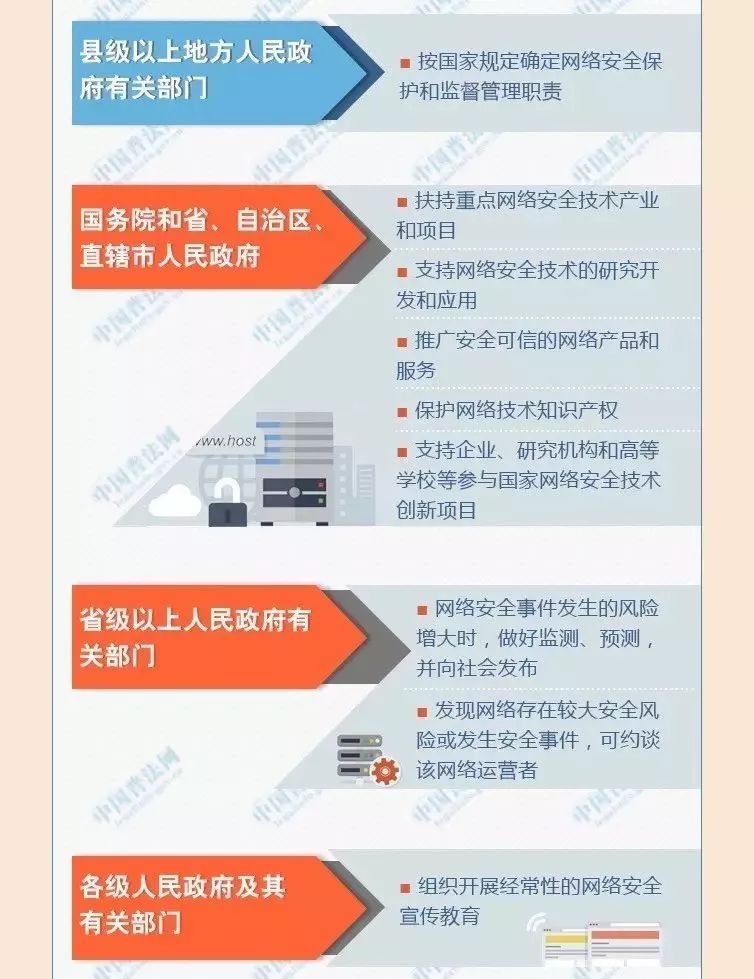 县级以上地方人民政
府有关部门
按国家规定确定网络安全保
护和监督管理职责
国务院和省、自治区、
直辖市人民政府
扶持重点网络安全技术产业
和项目
支持网络安全技术的研究开
发和应用
推广安全可信的网络产品和
服务
保护网络技术知识产权
支持企业、研究机构和高等
学校等参与国家网络安全技术
创新项目
www.host
省级以上人民政府有
关部门
网络安全事件发生的风险
增大时，做好监测、预测，
并向社会发布
发现网络存在较大安全风
险或发生安全事件，可约谈
该网络运营者
各级人民政府及其
有关部门
组织开展经常性的网络安全
宣传教育
中国普法网